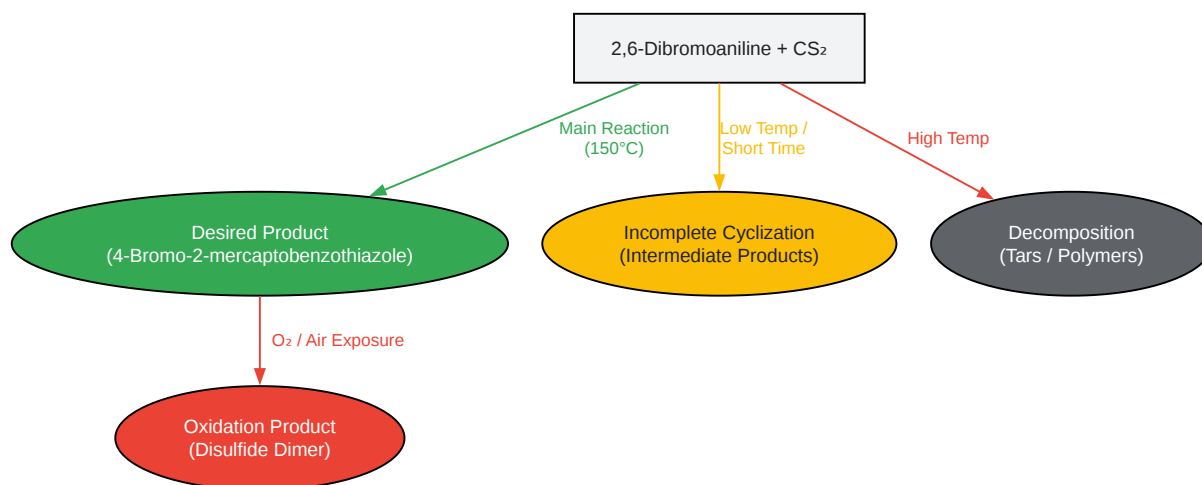 2,6-Dibromoaniline + CS₂
Main Reaction
(150°C)
Low Temp /
Short Time
High Temp
Desired Product
(4-Bromo-2-mercaptobenzothiazole)
Incomplete Cyclization
(Intermediate Products)
Decomposition
(Tars / Polymers)
O₂ / Air Exposure
Oxidation Product
(Disulfide Dimer)